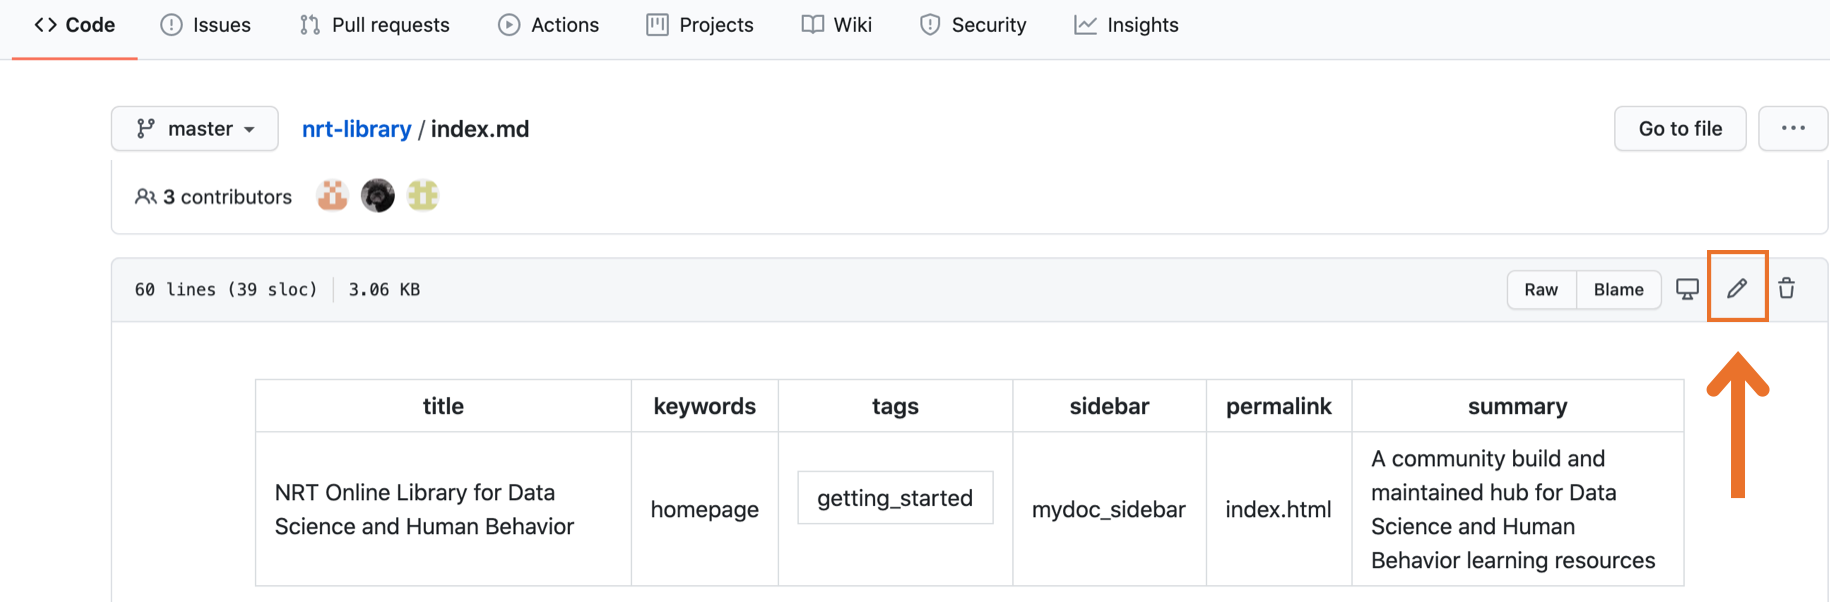 Code Issues Pull requests Actions Projects Wiki Security Insights
master nrt-library / index.md Go to file ...
3 contributors
60 lines (39 sloc) 3.06 KB Raw Blame
title keywords tags sidebar permalink summary
NRT Online Library for Data
Science and Human Behavior
homepage
getting_started
mydoc_sidebar
index.html
A community build and
maintained hub for Data
Science and Human
Behavior learning resources